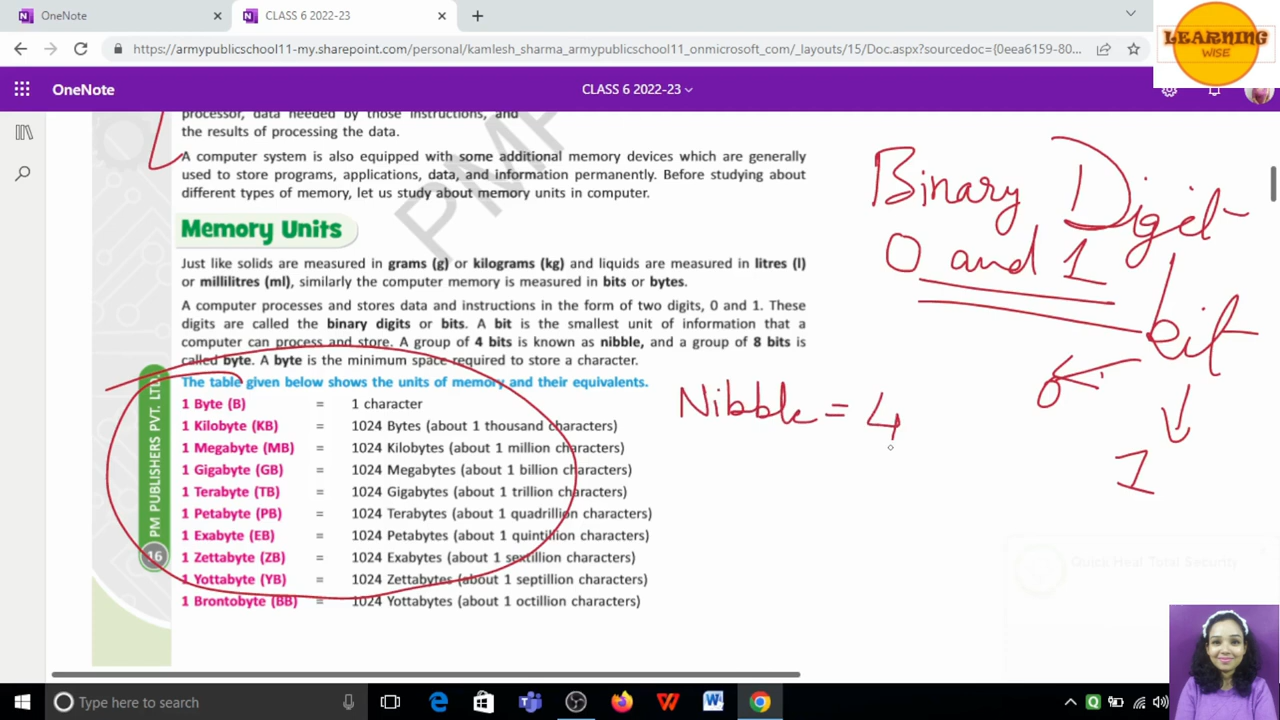 OneNote
CLASS 6 2022-23
https://armypublicschool11-my.sharepoint.com/personal/kamlesh_sharma_armypublicschool11_onmicrosoft_com/_layouts/15/Doc.aspx?sourcedoc={0eea6159-80...
LEARNING
WISE
OneNote
CLASS 6 2022-23
processor, data needed by those instructions, and
the results of processing the data.
A computer system is also equipped with some additional memory devices which are generally
used to store programs, applications, data, and information permanently. Before studying about
different types of memory, let us study about memory units in computer.
Memory Units
Just like solids are measured in grams (g) or kilograms (kg) and liquids are measured in litres (l)
or millilitres (ml), similarly the computer memory is measured in bits or bytes.
A computer processes and stores data and instructions in the form of two digits, 0 and 1. These
digits are called the binary digits or bits. A bit is the smallest unit of information that a
computer can process and store. A group of 4 bits is known as nibble, and a group of 8 bits is
called byte. A byte is the minimum space required to store a character.
The table given below shows the units of memory and their equivalents.
1 Byte (B) = 1 character
1 Kilobyte (KB) = 1024 Bytes (about 1 thousand characters)
1 Megabyte (MB) = 1024 Kilobytes (about 1 million characters)
1 Gigabyte (GB) = 1024 Megabytes (about 1 billion characters)
1 Terabyte (TB) = 1024 Gigabytes (about 1 trillion characters)
1 Petabyte (PB) = 1024 Terabytes (about 1 quadrillion characters)
1 Exabyte (EB) = 1024 Petabytes (about 1 quintillion characters)
1 Zettabyte (ZB) = 1024 Exabytes (about 1 sextillion characters)
1 Yottabyte (YB) = 1024 Zettabytes (about 1 septillion characters)
1 Brontobyte (BB) = 1024 Yottabytes (about 1 octillion characters)
PM PUBLISHERS PVT. LTD.
16
Binary Digit
0 and 1
bit
0
1
Nibble = 4
Quick Heal Total Security
Type here to search